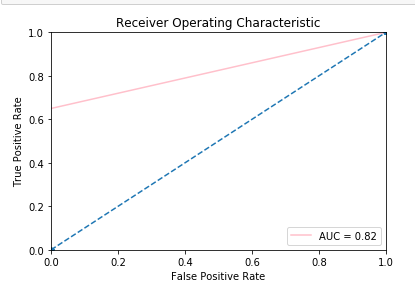 Receiver Operating Characteristic
1.0
0.8
0.6
0.4
0.2
0.0
True Positive Rate
AUC = 0.82
0.0 0.2 0.4 0.6 0.8 1.0
False Positive Rate